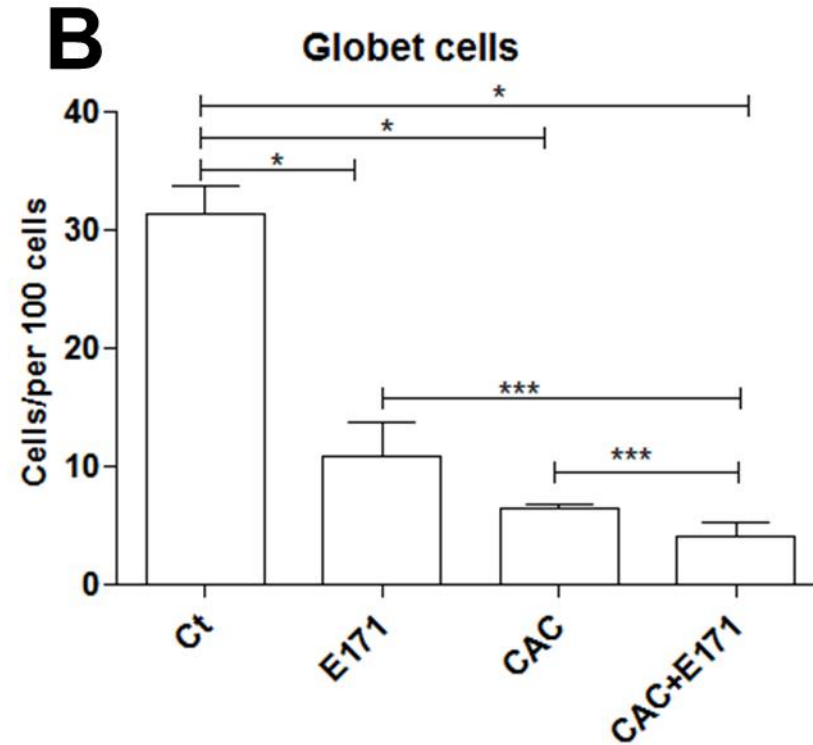 B
Globet cells
Cells/per 100 cells
40
30
20
10
0
*
*
*
***
***
Ct
E171
CAC
CAC+E171